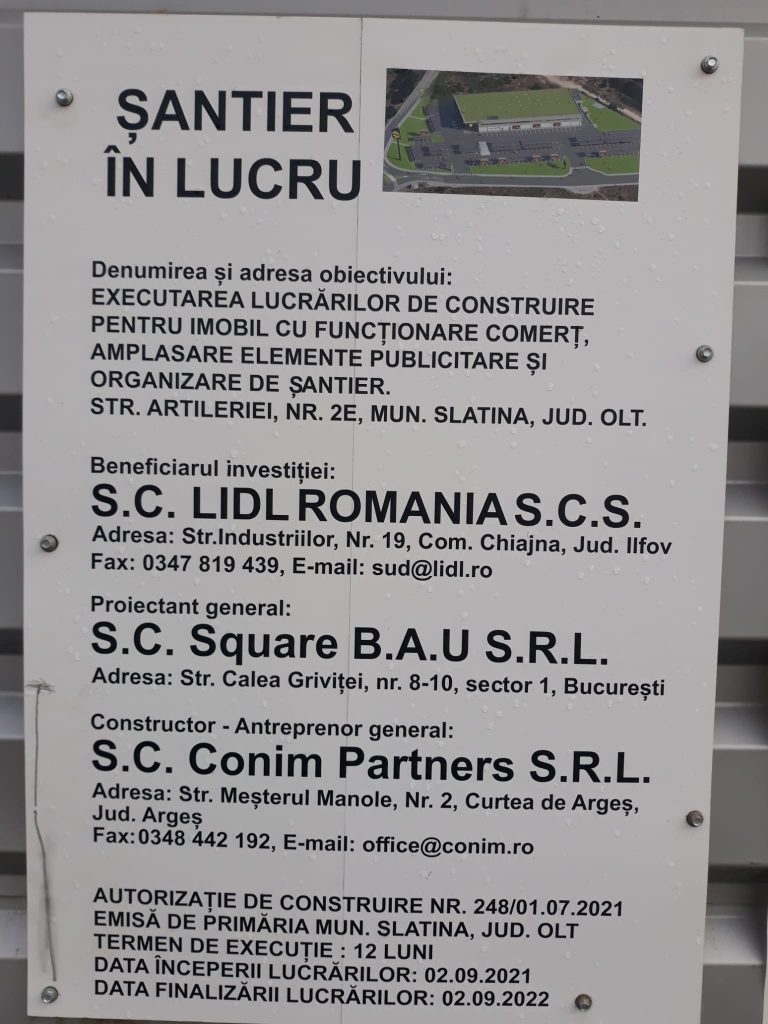 ȘANTIER
ÎN LUCRU
Denumirea și adresa obiectivului:
EXECUTAREA LUCRĂRILOR DE CONSTRUIRE
PENTRU IMOBIL CU FUNCȚIONARE COMERȚ,
AMPLASARE ELEMENTE PUBLICITARE ȘI
ORGANIZARE DE ȘANTIER.
STR. ARTILERIEI, NR. 2E, MUN. SLATINA, JUD. OLT.
Beneficiarul investiției:
S.C. LIDL ROMANIA S.C.S.
Adresa: Str.Industriilor, Nr. 19, Com. Chiajna, Jud. Ilfov
Fax: 0347 819 439, E-mail: sud@lidl.ro
Proiectant general:
S.C. Square B.A.U S.R.L.
Adresa: Str. Calea Griviței, nr. 8-10, sector 1, București
Constructor - Antreprenor general:
S.C. Conim Partners S.R.L.
Adresa: Str. Meșterul Manole, Nr. 2, Curtea de Argeș,
Jud. Argeș
Fax: 0348 442 192, E-mail: office@conim.ro
AUTORIZAȚIE DE CONSTRUIRE NR. 248/01.07.2021
EMISĂ DE PRIMĂRIA MUN. SLATINA, JUD. OLT
TERMEN DE EXECUȚIE : 12 LUNI
DATA ÎNCEPERII LUCRĂRILOR: 02.09.2021
DATA FINALIZĂRII LUCRĂRILOR: 02.09.2022